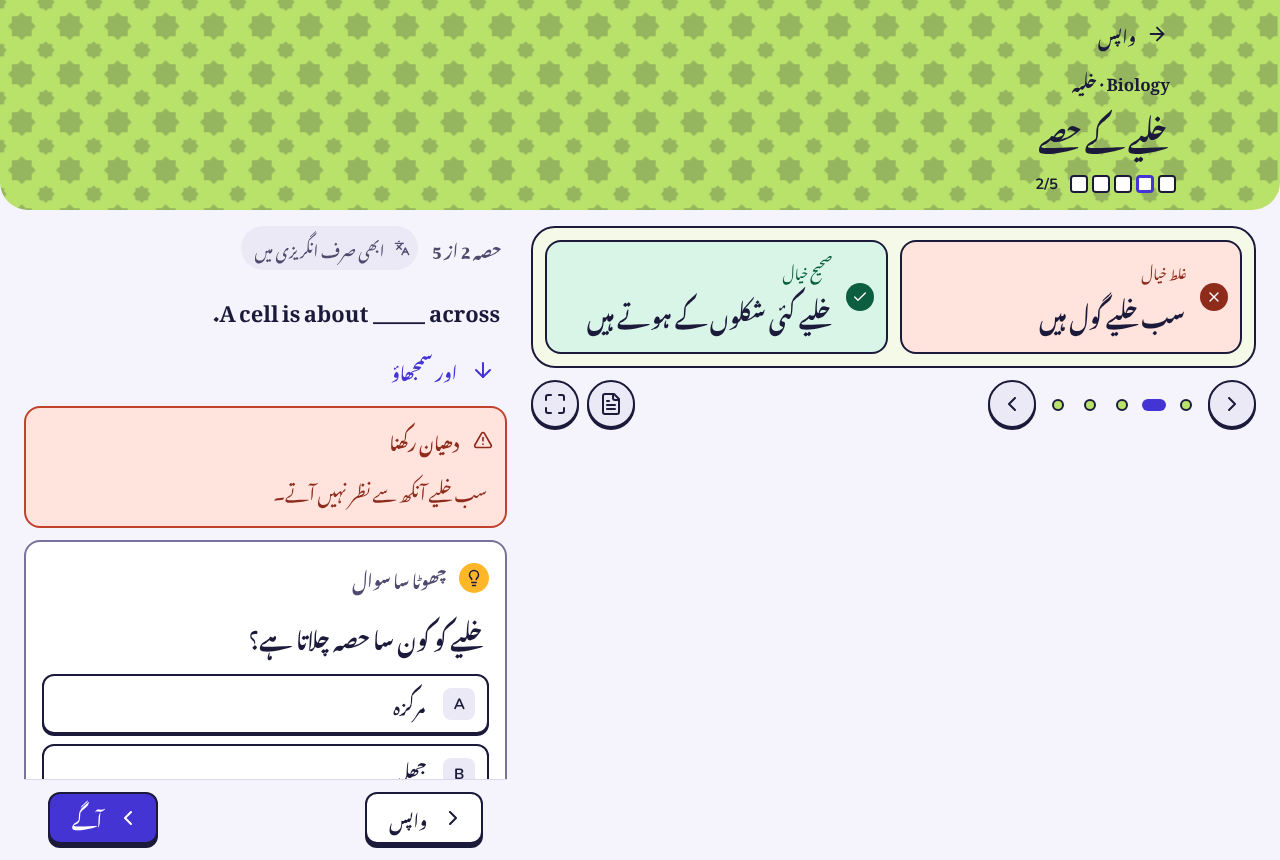 واپس
Biology · خلیہ
خلیے کے حصے
2/5
غلط خیال
سب خلیے گول ہیں
صحیح خیال
خلیے کئی شکلوں کے ہوتے ہیں
حصہ 2 از 5
ابھی صرف انگریزی میں
A cell is about _____ across.
اور سمجھاؤ
دھیان رکھنا
سب خلیے آنکھ سے نظر نہیں آتے۔
چھوٹا سا سوال
خلیے کو کون سا حصہ چلاتا ہے؟
A
مرکزہ
B
واپس
آگے